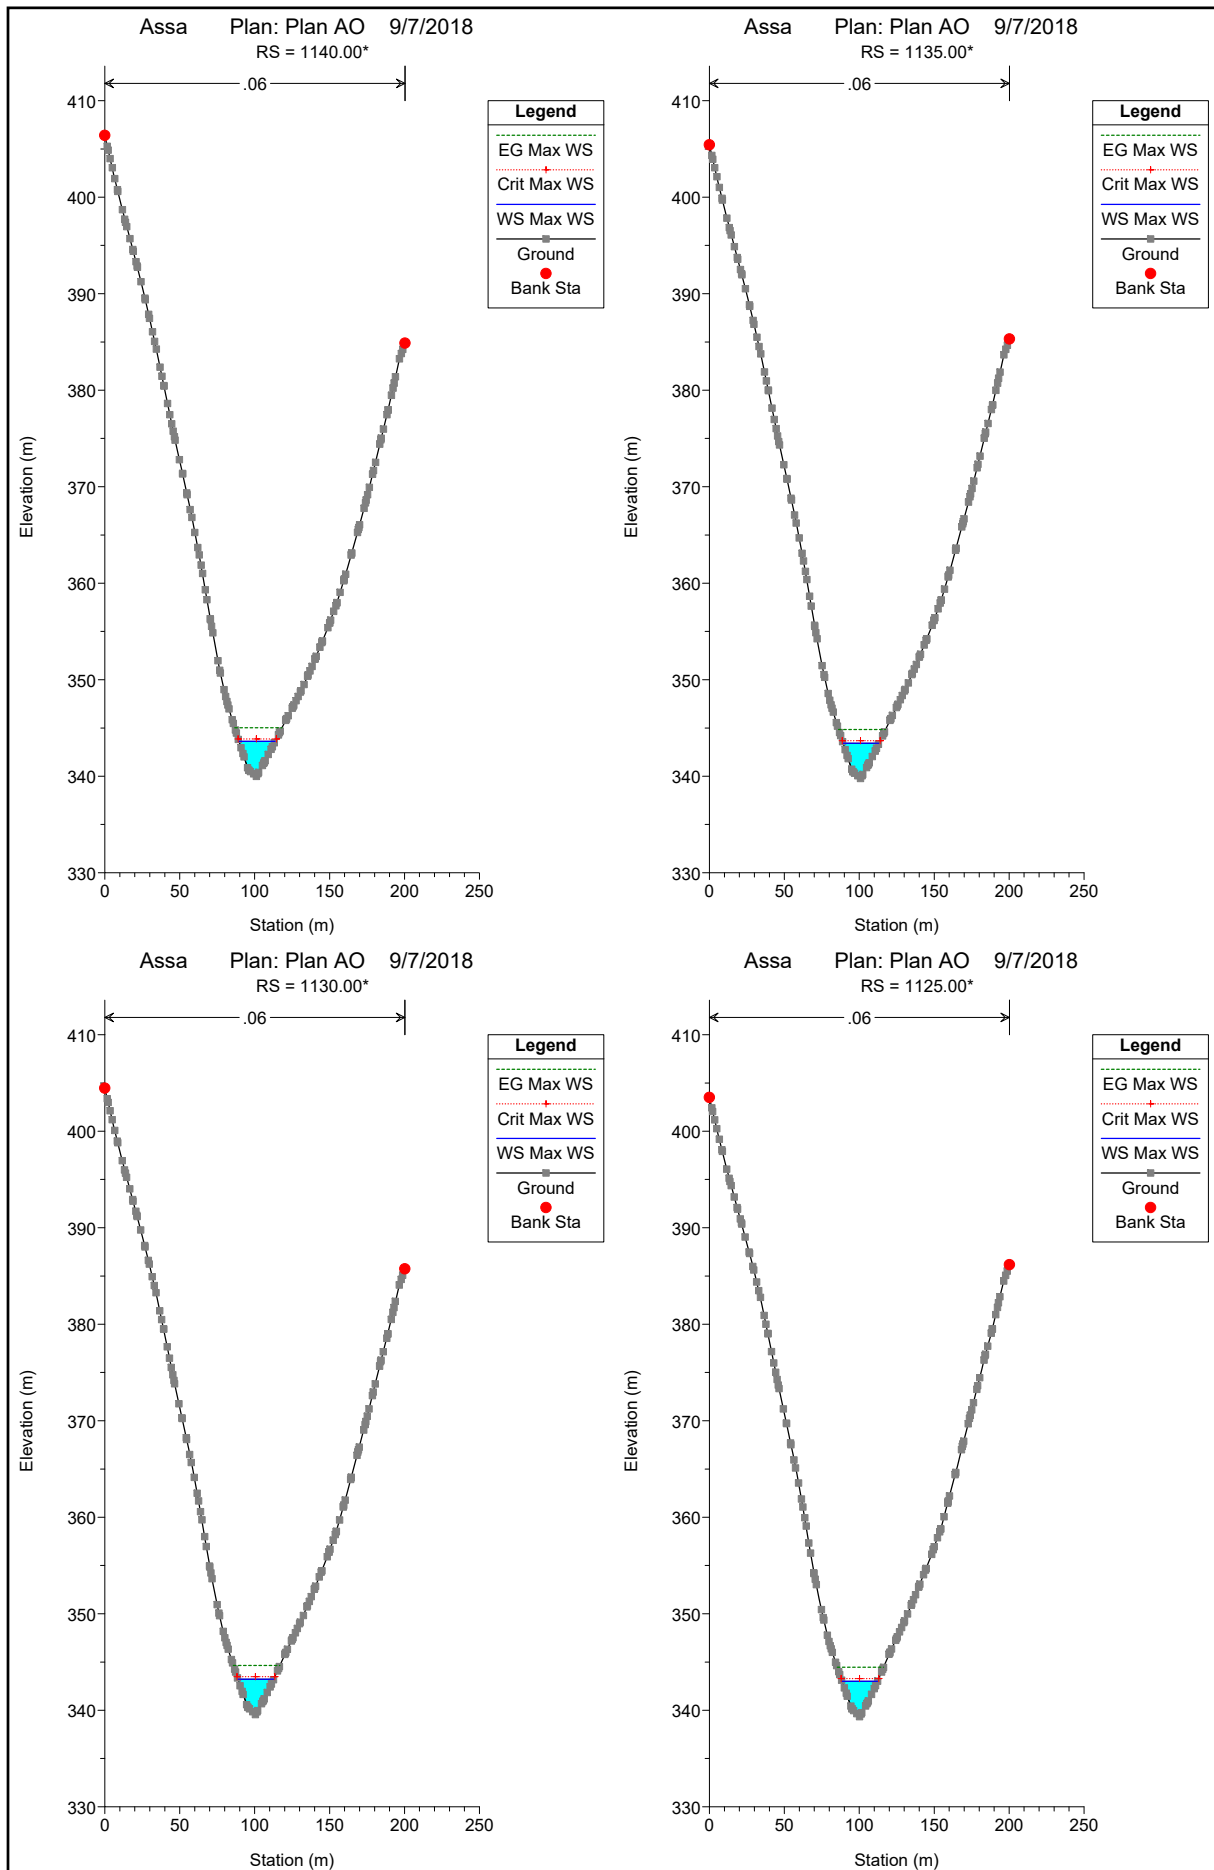 Assa Plan: Plan AO 9/7/2018
RS = 1140.00*
.06
410
400
390
380
370
360
350
340
330
Elevation (m)
0 50 100 150 200 250
Station (m)
Legend
EG Max WS
Crit Max WS
WS Max WS
Ground
Bank Sta
Assa Plan: Plan AO 9/7/2018
RS = 1135.00*
.06
410
400
390
380
370
360
350
340
330
Elevation (m)
0 50 100 150 200 250
Station (m)
Legend
EG Max WS
Crit Max WS
WS Max WS
Ground
Bank Sta
Assa Plan: Plan AO 9/7/2018
RS = 1130.00*
.06
410
400
390
380
370
360
350
340
330
Elevation (m)
0 50 100 150 200 250
Station (m)
Legend
EG Max WS
Crit Max WS
WS Max WS
Ground
Bank Sta
Assa Plan: Plan AO 9/7/2018
RS = 1125.00*
.06
410
400
390
380
370
360
350
340
330
Elevation (m)
0 50 100 150 200 250
Station (m)
Legend
EG Max WS
Crit Max WS
WS Max WS
Ground
Bank Sta